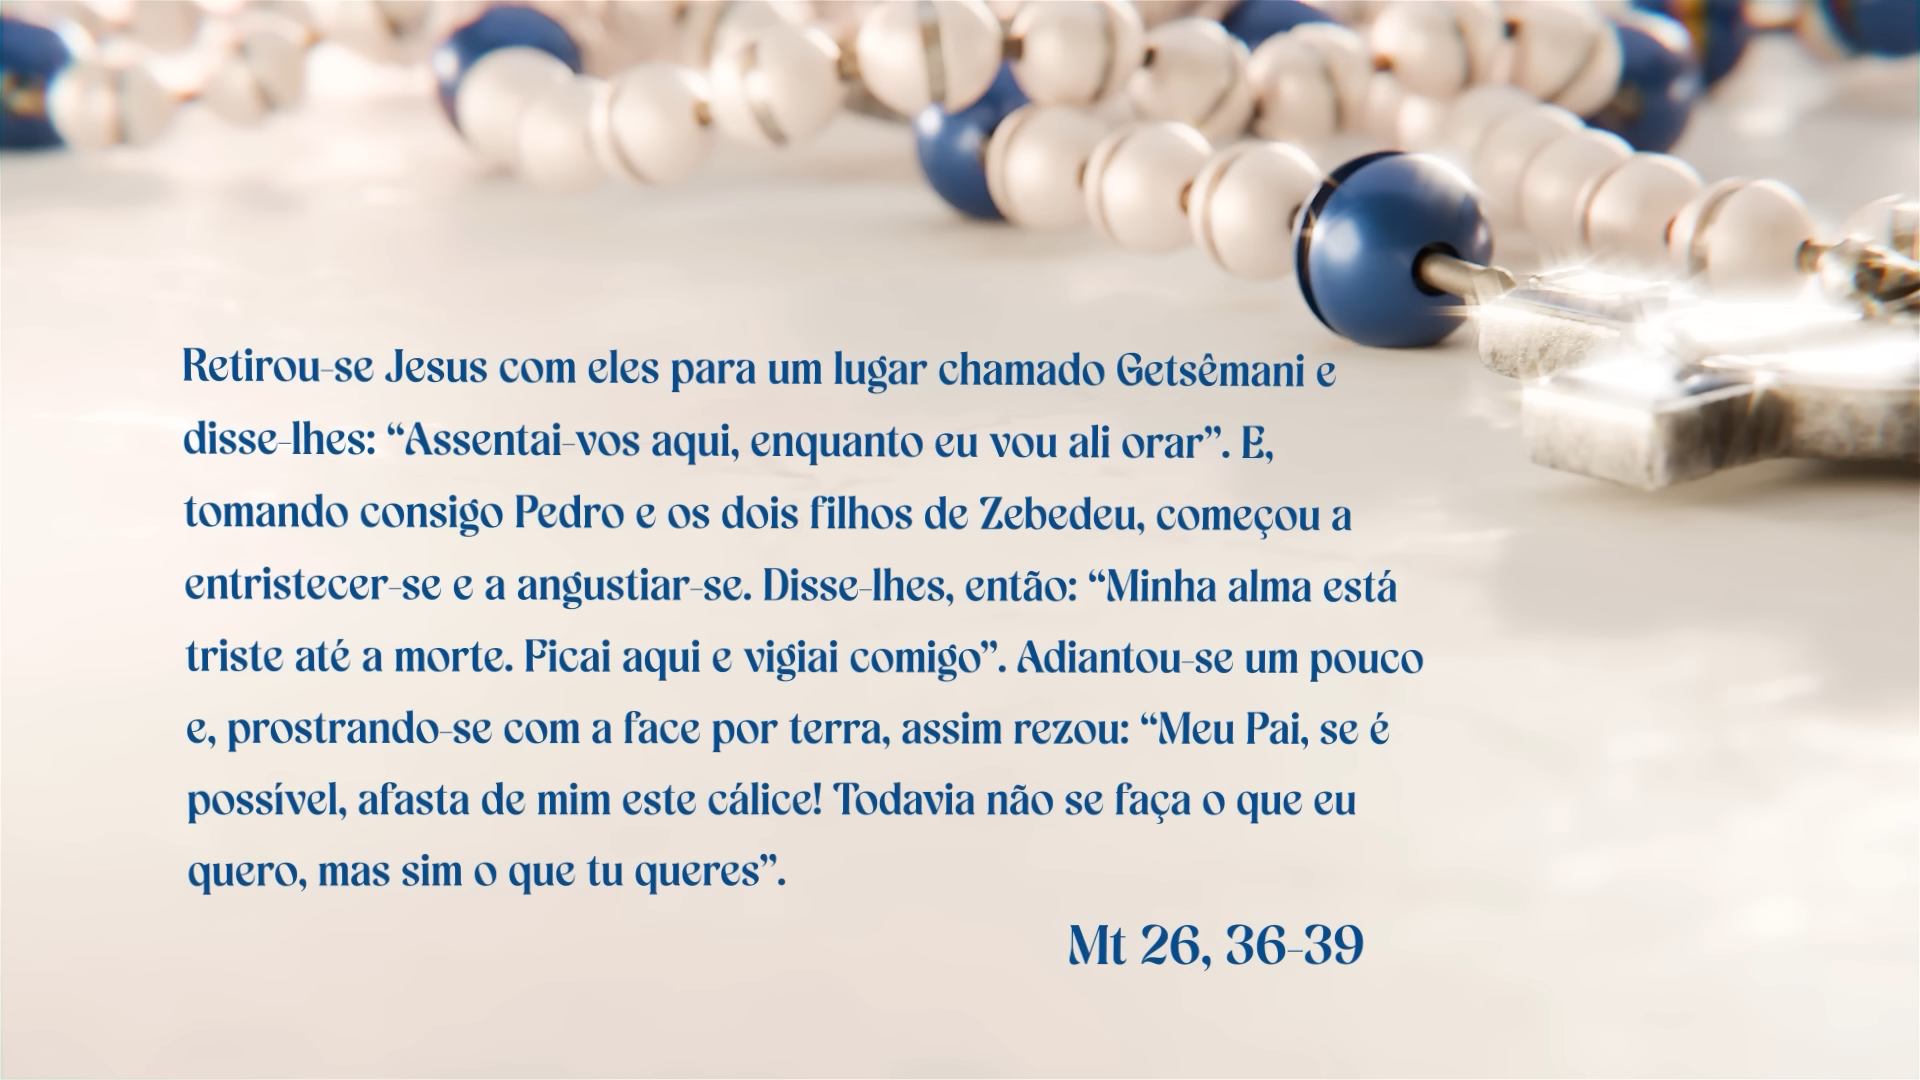 Retirou-se Jesus com eles para um lugar chamado Getsêmani e
disse-lhes: “Assentai-vos aqui, enquanto eu vou ali orar”. E,
tomando consigo Pedro e os dois filhos de Zebedeu, começou a
entristecer-se e a angustiar-se. Disse-lhes, então: “Minha alma está
triste até a morte. Ficai aqui e vigiai comigo”. Adiantou-se um pouco
e, prostrando-se com a face por terra, assim rezou: “Meu Pai, se é
possível, afasta de mim este cálice! Todavia não se faça o que eu
quero, mas sim o que tu queres”.
Mt 26, 36-39